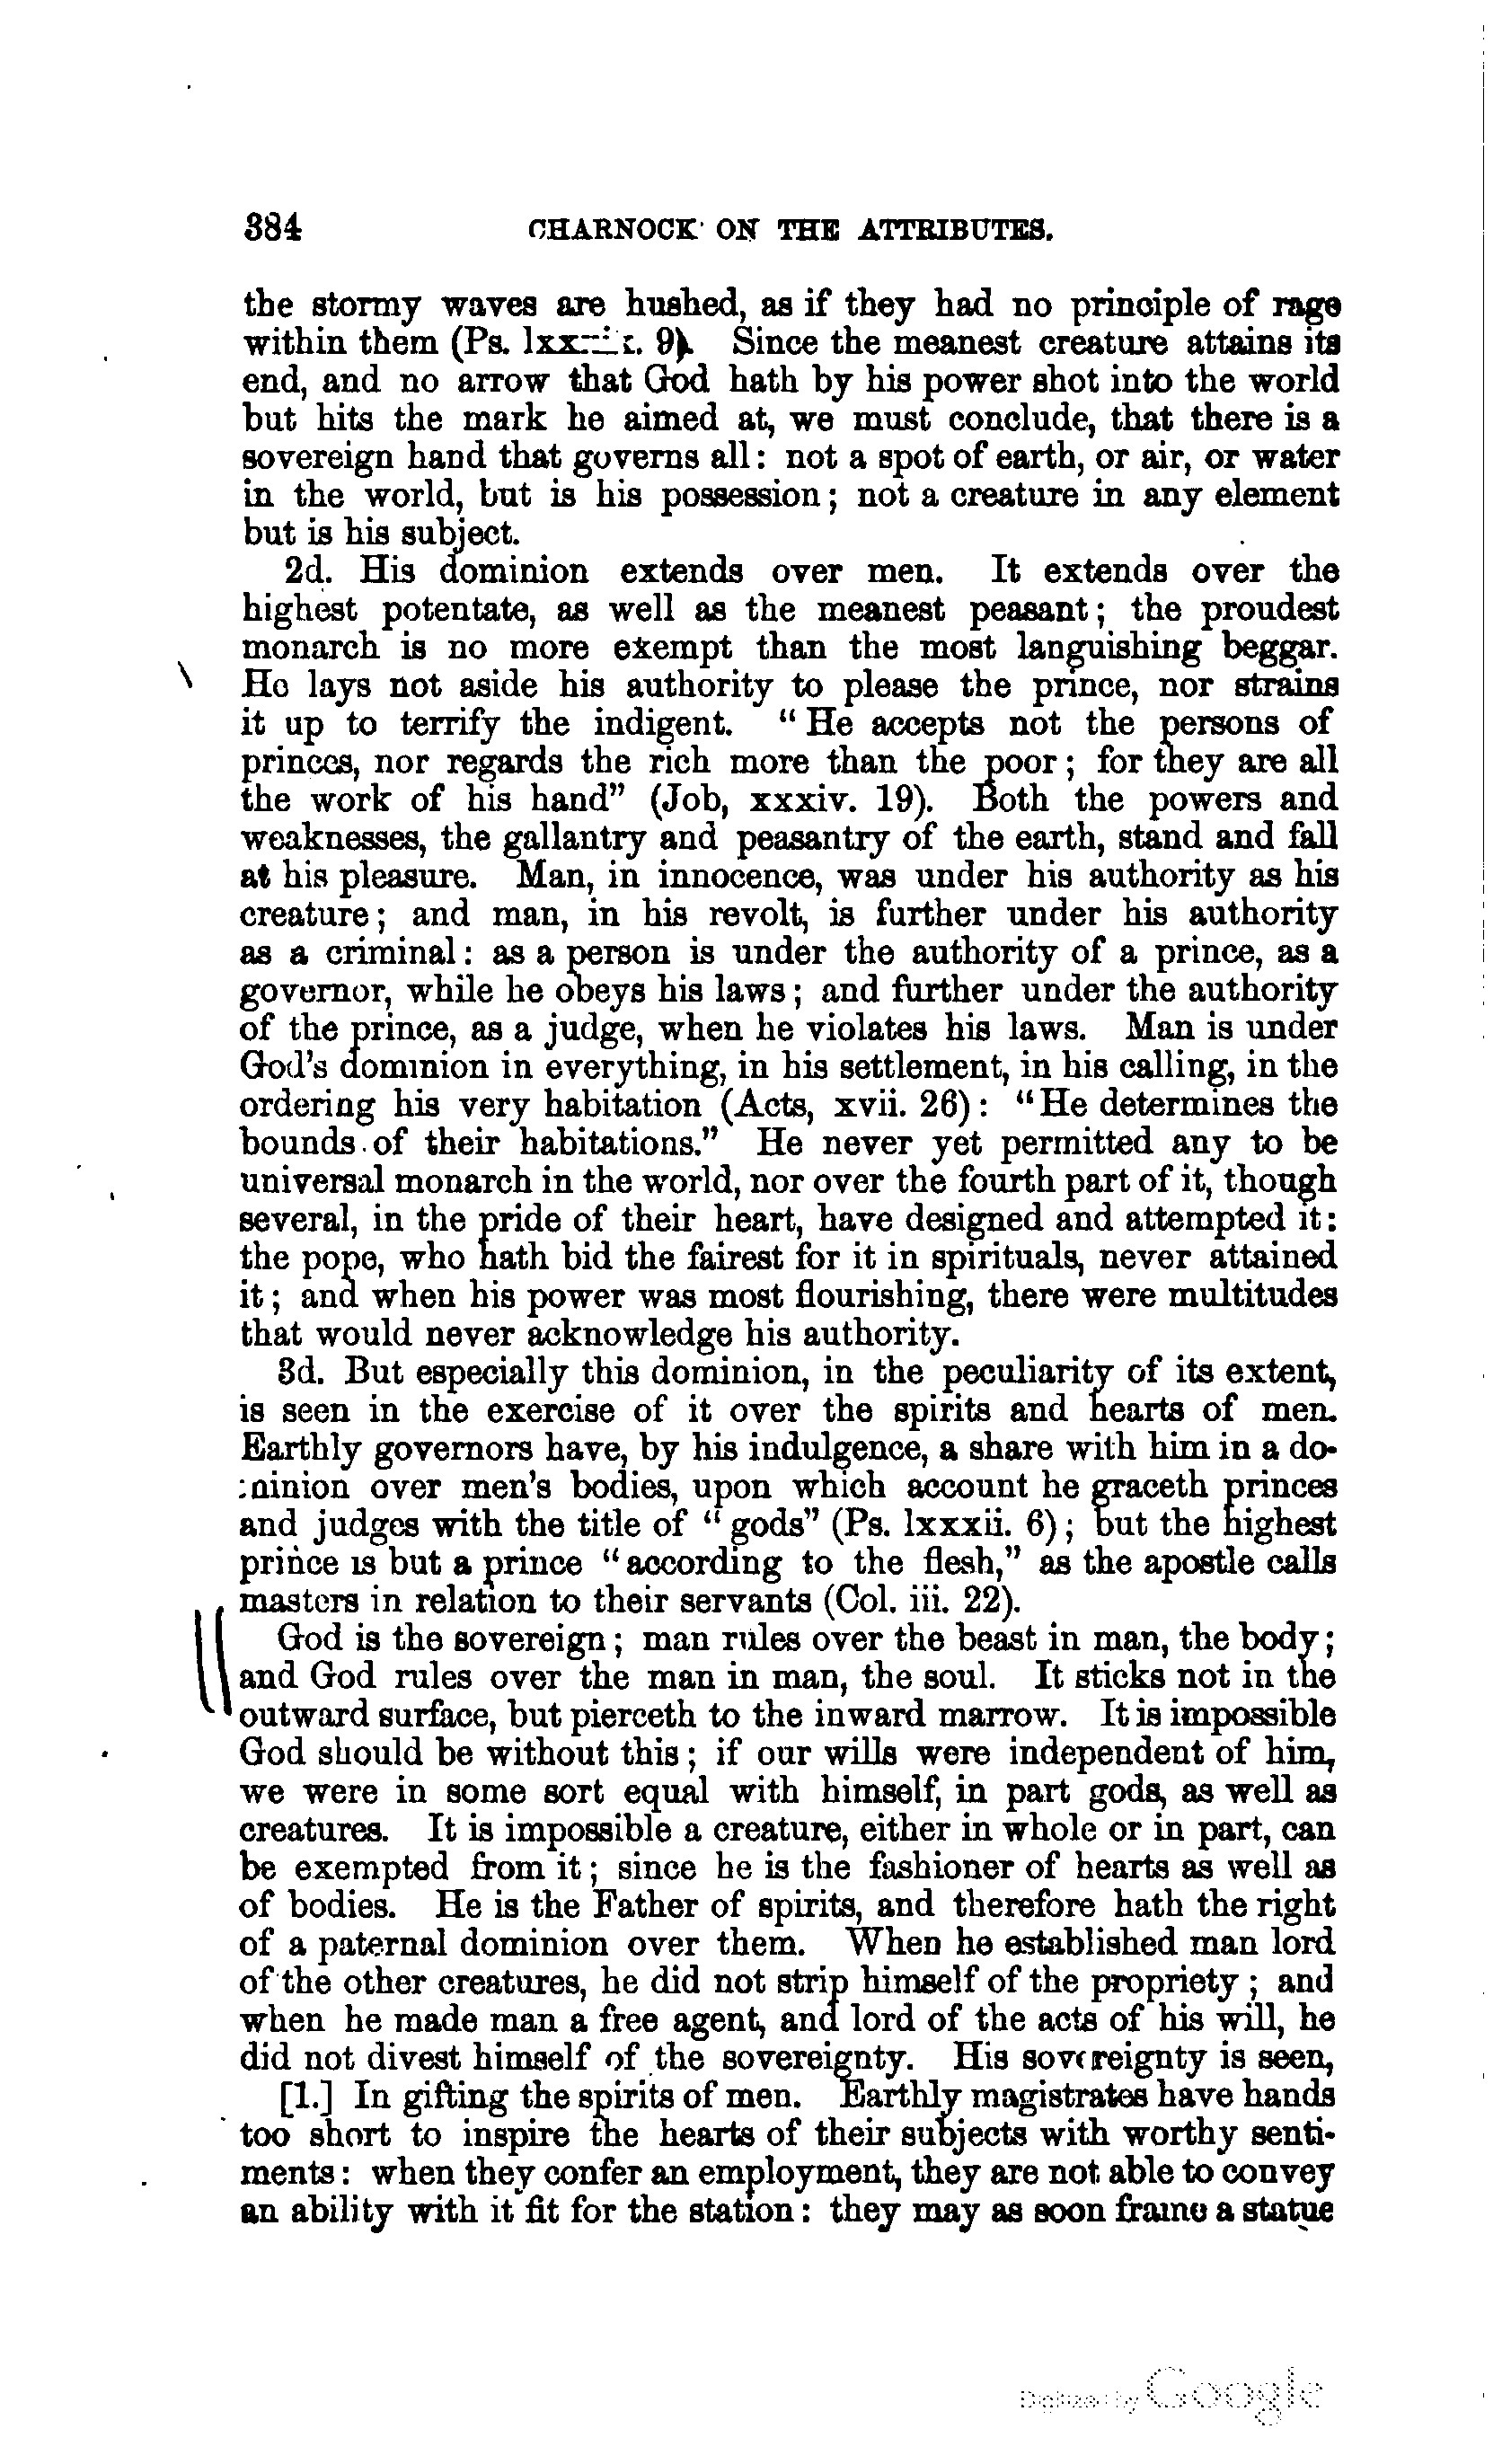 384 CHARNOCK ON THE ATTRIBUTES.
the stormy waves are hushed, as if they had no principle of rage
within them (Ps. 9). Since the meanest creature attains its
end, and no arrow that God hath by his power shot into the world
but hits the mark he aimed at, we must conclude, that there is a
sovereign hand that governs all: not a spot of earth, or air, or water
in the world, but is his possession; not a creature in any element
but is his subject.
2d. His dominion extends over men. It extends over the
highest potentate, as well as the meanest peasant; the proudest
monarch is no more exempt than the most languishing beggar.
He lays not aside his authority to please the prince, nor strains
it up to terrify the indigent. "He accepts not the persons of
princes, nor regards the rich more than the poor; for they are all
the work of his hand" (Job, xxxiv. 19). Both the powers and
weaknesses, the gallantry and peasantry of the earth, stand and fall
at his pleasure. Man, in innocence, was under his authority as his
creature; and man, in his revolt, is further under his authority
as a criminal: as a person is under the authority of a prince, as a
governor, while he obeys his laws; and further under the authority
of the prince, as a judge, when he violates his laws. Man is under
God's dominion in everything, in his settlement, in his calling, in the
ordering his very habitation (Acts, xvii. 26): "He determines the
bounds of their habitations." He never yet permitted any to be
universal monarch in the world, nor over the fourth part of it, though
several, in the pride of their heart, have designed and attempted it:
the pope, who hath bid the fairest for it in spirituals, never attained
it; and when his power was most flourishing, there were multitudes
that would never acknowledge his authority.
3d. But especially this dominion, in the peculiarity of its extent,
is seen in the exercise of it over the spirits and hearts of men.
Earthly governors have, by his indulgence, a share with him in a do-
minion over men's bodies, upon which account he graceth princes
and judges with the title of "gods" (Ps. lxxxii. 6); but the highest
prince is but a prince "according to the flesh," as the apostle calls
masters in relation to their servants (Col. iii. 22).
God is the sovereign; man rules over the beast in man, the body;
and God rules over the man in man, the soul. It sticks not in the
outward surface, but pierceth to the inward marrow. It is impossible
God should be without this; if our wills were independent of him,
we were in some sort equal with himself, in part gods, as well as
creatures. It is impossible a creature, either in whole or in part, can
be exempted from it; since he is the fashioner of hearts as well as
of bodies. He is the Father of spirits, and therefore hath the right
of a paternal dominion over them. When he established man lord
of the other creatures, he did not strip himself of the propriety; and
when he made man a free agent, and lord of the acts of his will, he
did not divest himself of the sovereignty. His sovereignty is seen,
[1.] In gifting the spirits of men. Earthly magistrates have hands
too short to inspire the hearts of their subjects with worthy senti-
ments: when they confer an employment, they are not able to convey
an ability with it fit for the station: they may as soon frame a statue
Digitized by Google